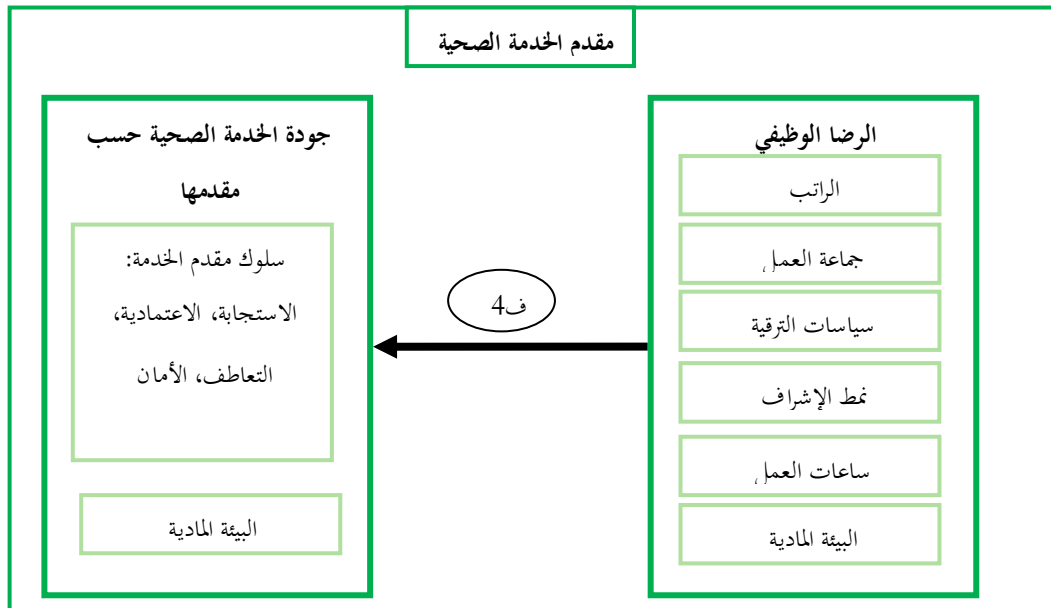 مقدم الخدمة الصحية
الرضا الوظيفي
الراتب
جماعة العمل
سياسات الترقية
نمط الإشراف
ساعات العمل
البيئة المادية
ف4
جودة الخدمة الصحية حسب
مقدمها
سلوك مقدم الخدمة:
الاستجابة، الاعتمادية،
التعاطف، الأمان
البيئة المادية